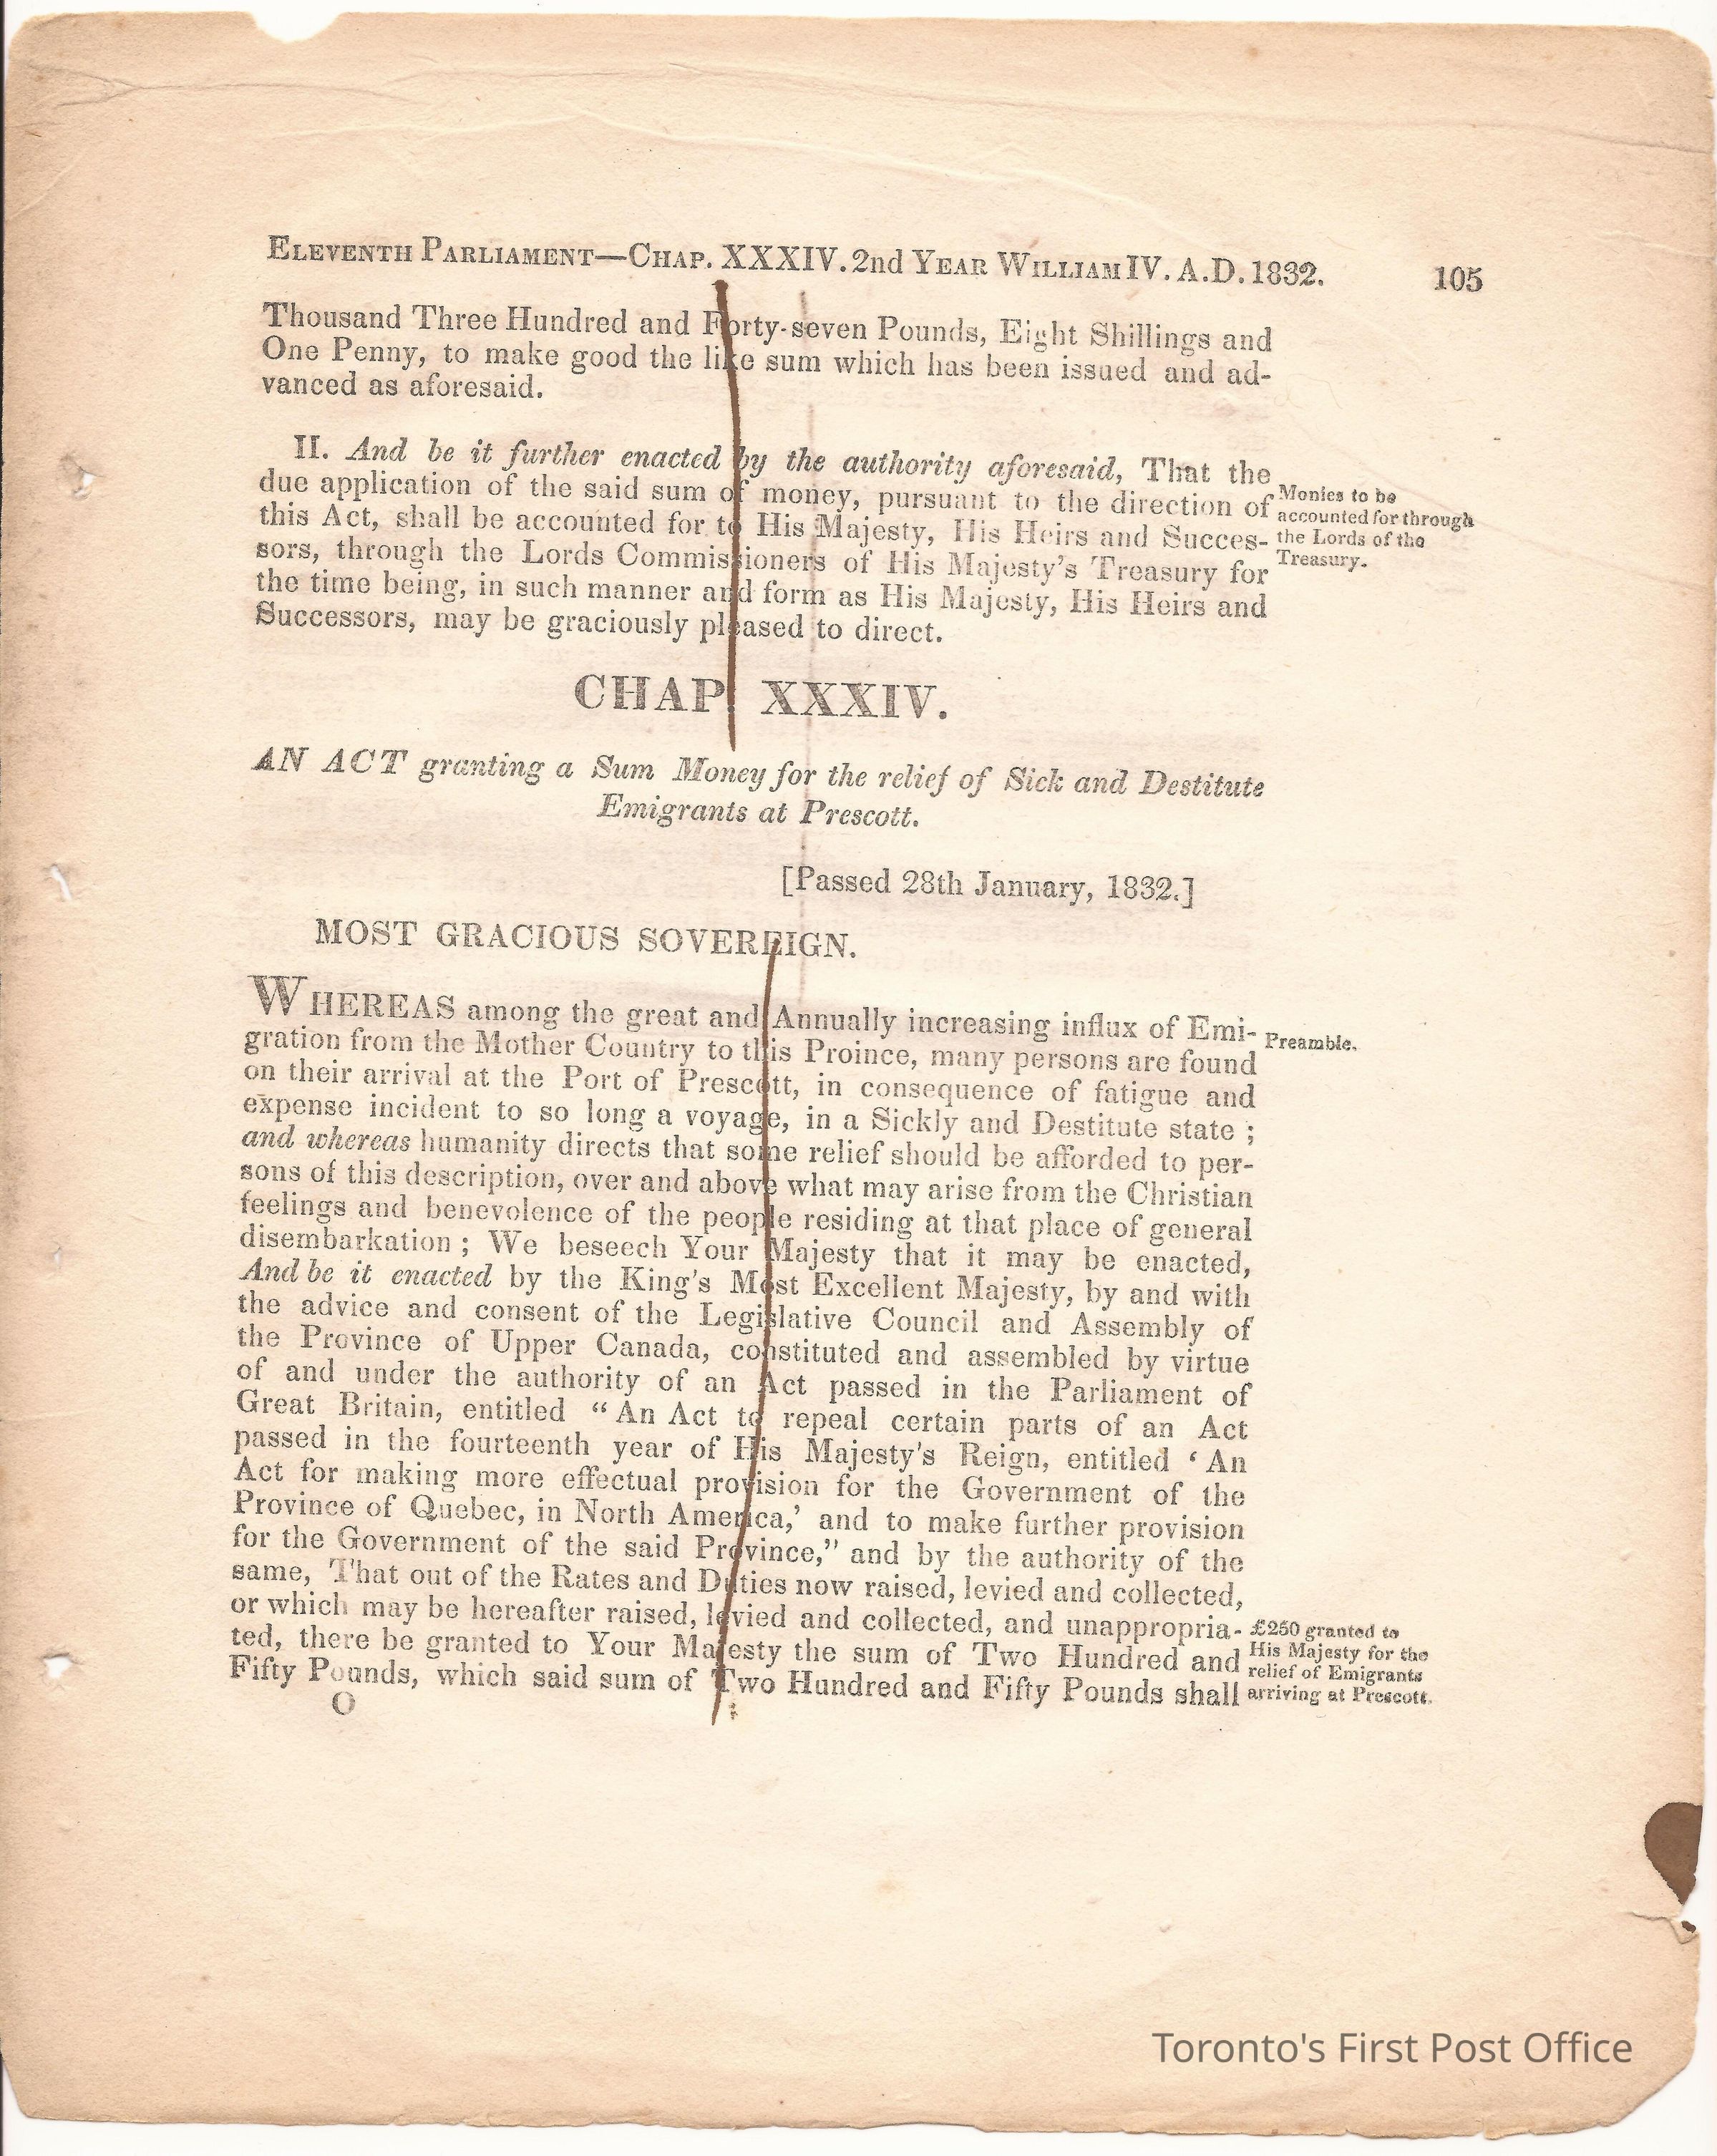 ELEVENTH PARLIAMENT—CHAP. XXXIV. 2nd YEAR WILLIAM IV. A.D. 1832. 105
Thousand Three Hundred and Forty-seven Pounds, Eight Shillings and
One Penny, to make good the like sum which has been issued and ad-
vanced as aforesaid.
II. And be it further enacted by the authority aforesaid, That the
due application of the said sum of money, pursuant to the direction of
this Act, shall be accounted for to His Majesty, His Heirs and Succes-
sors, through the Lords Commissioners of His Majesty's Treasury for
the time being, in such manner and form as His Majesty, His Heirs and
Successors, may be graciously pleased to direct.
Monies to be
accounted for through
the Lords of the
Treasury.
CHAP. XXXIV.
AN ACT granting a Sum Money for the relief of Sick and Destitute
Emigrants at Prescott.
[Passed 28th January, 1832.]
MOST GRACIOUS SOVEREIGN.
WHEREAS among the great and Annually increasing influx of Emi-
gration from the Mother Country to this Proince, many persons are found
on their arrival at the Port of Prescott, in consequence of fatigue and
expense incident to so long a voyage, in a Sickly and Destitute state ;
and whereas humanity directs that some relief should be afforded to per-
sons of this description, over and above what may arise from the Christian
feelings and benevolence of the people residing at that place of general
disembarkation ; We beseech Your Majesty that it may be enacted,
And be it enacted by the King's Most Excellent Majesty, by and with
the advice and consent of the Legislative Council and Assembly of
the Province of Upper Canada, constituted and assembled by virtue
of and under the authority of an Act passed in the Parliament of
Great Britain, entitled "An Act to repeal certain parts of an Act
passed in the fourteenth year of His Majesty's Reign, entitled 'An
Act for making more effectual provision for the Government of the
Province of Quebec, in North America,' and to make further provision
for the Government of the said Province," and by the authority of the
same, That out of the Rates and Duties now raised, levied and collected,
or which may be hereafter raised, levied and collected, and unappropria-
ted, there be granted to Your Majesty the sum of Two Hundred and
Fifty Pounds, which said sum of Two Hundred and Fifty Pounds shall
Preamble.
£250 granted to
His Majesty for the
relief of Emigrants
arriving at Prescott.
O
Toronto's First Post Office